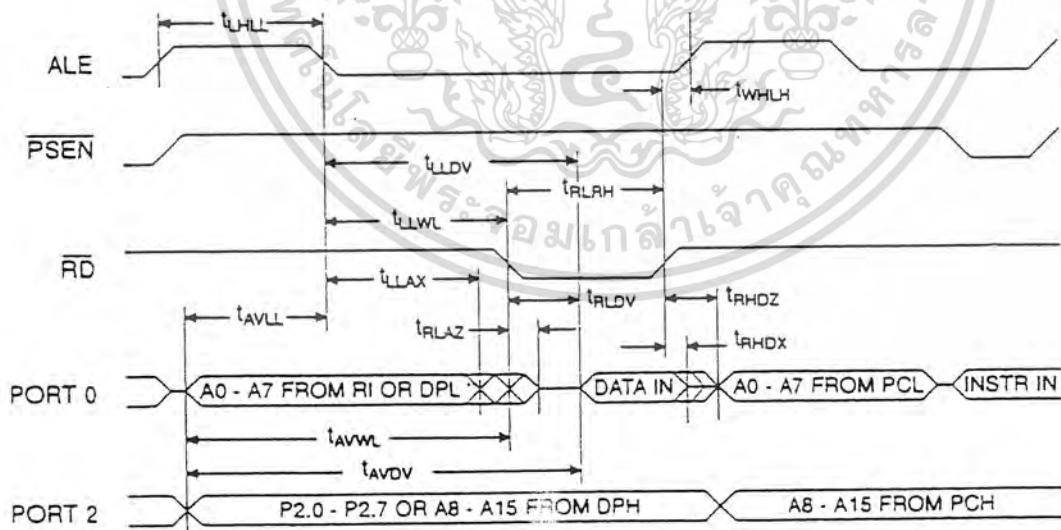 tLHLL
ALE
tWHLH
PSEN
tLLDV
tRLRH
tLLWL
RD
tLLAX
tRLDV
tRHDZ
tAVLL
tRLAZ
tRHDX
PORT 0
A0 - A7 FROM RI OR DPL
DATA IN
A0 - A7 FROM PCL
INSTR IN
tAVWL
tAVDV
PORT 2
P2.0 - P2.7 OR A8 - A15 FROM DPH
A8 - A15 FROM PCH